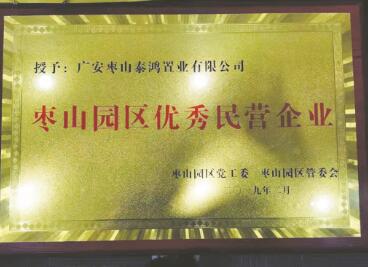 授予：广安枣山泰鸿置业有限公司
枣山园区优秀民营企业
枣山园区党工委 枣山园区管委会
二〇一九年二月